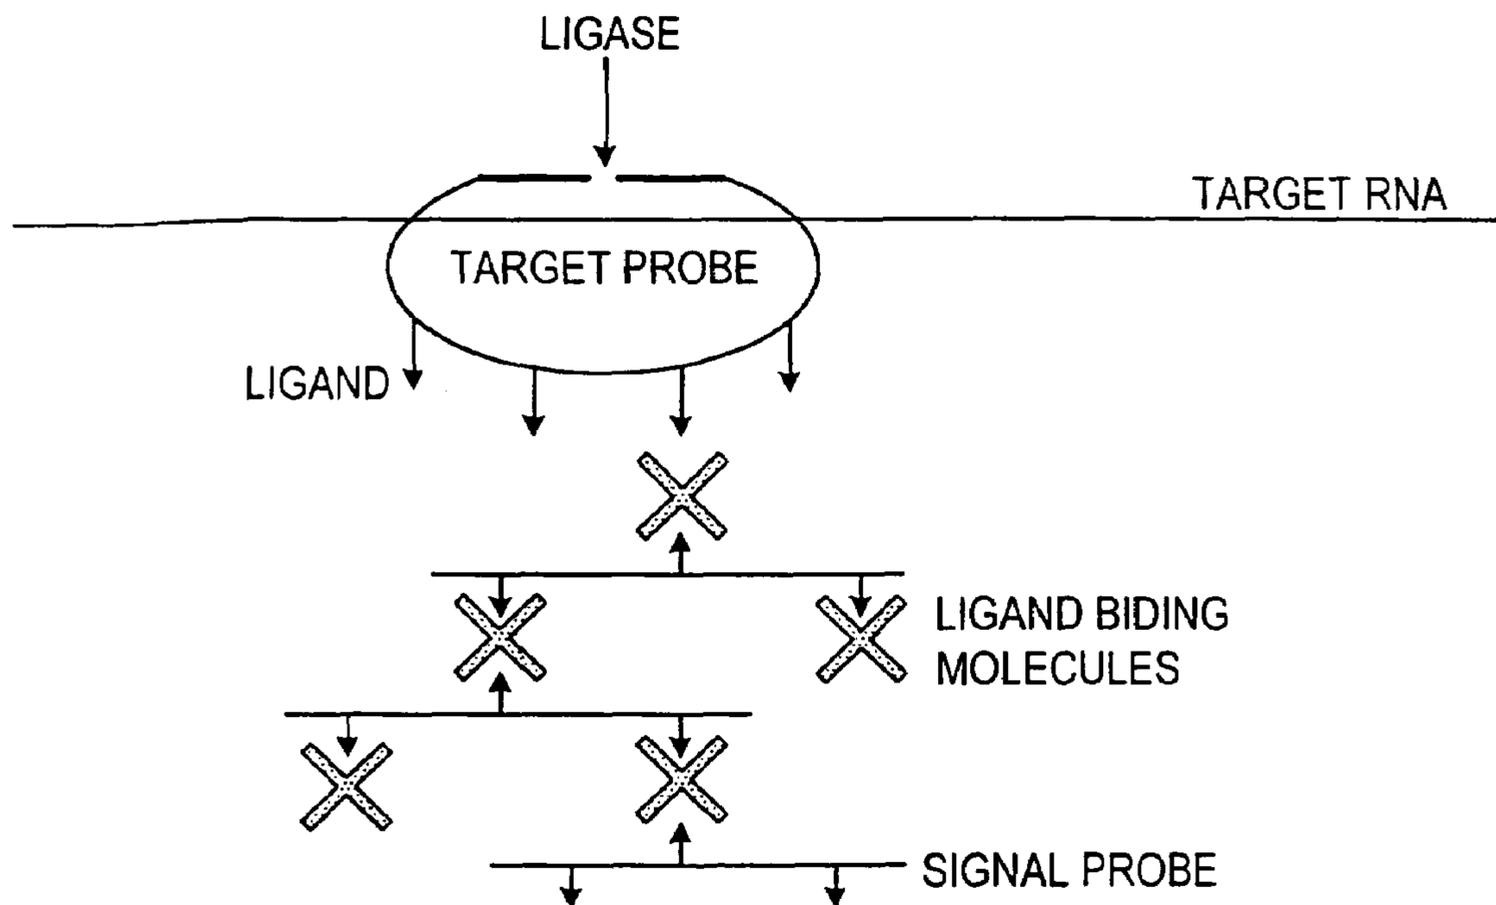 LIGASE
TARGET RNA
TARGET PROBE
LIGAND
LIGAND BIDING
MOLECULES
SIGNAL PROBE